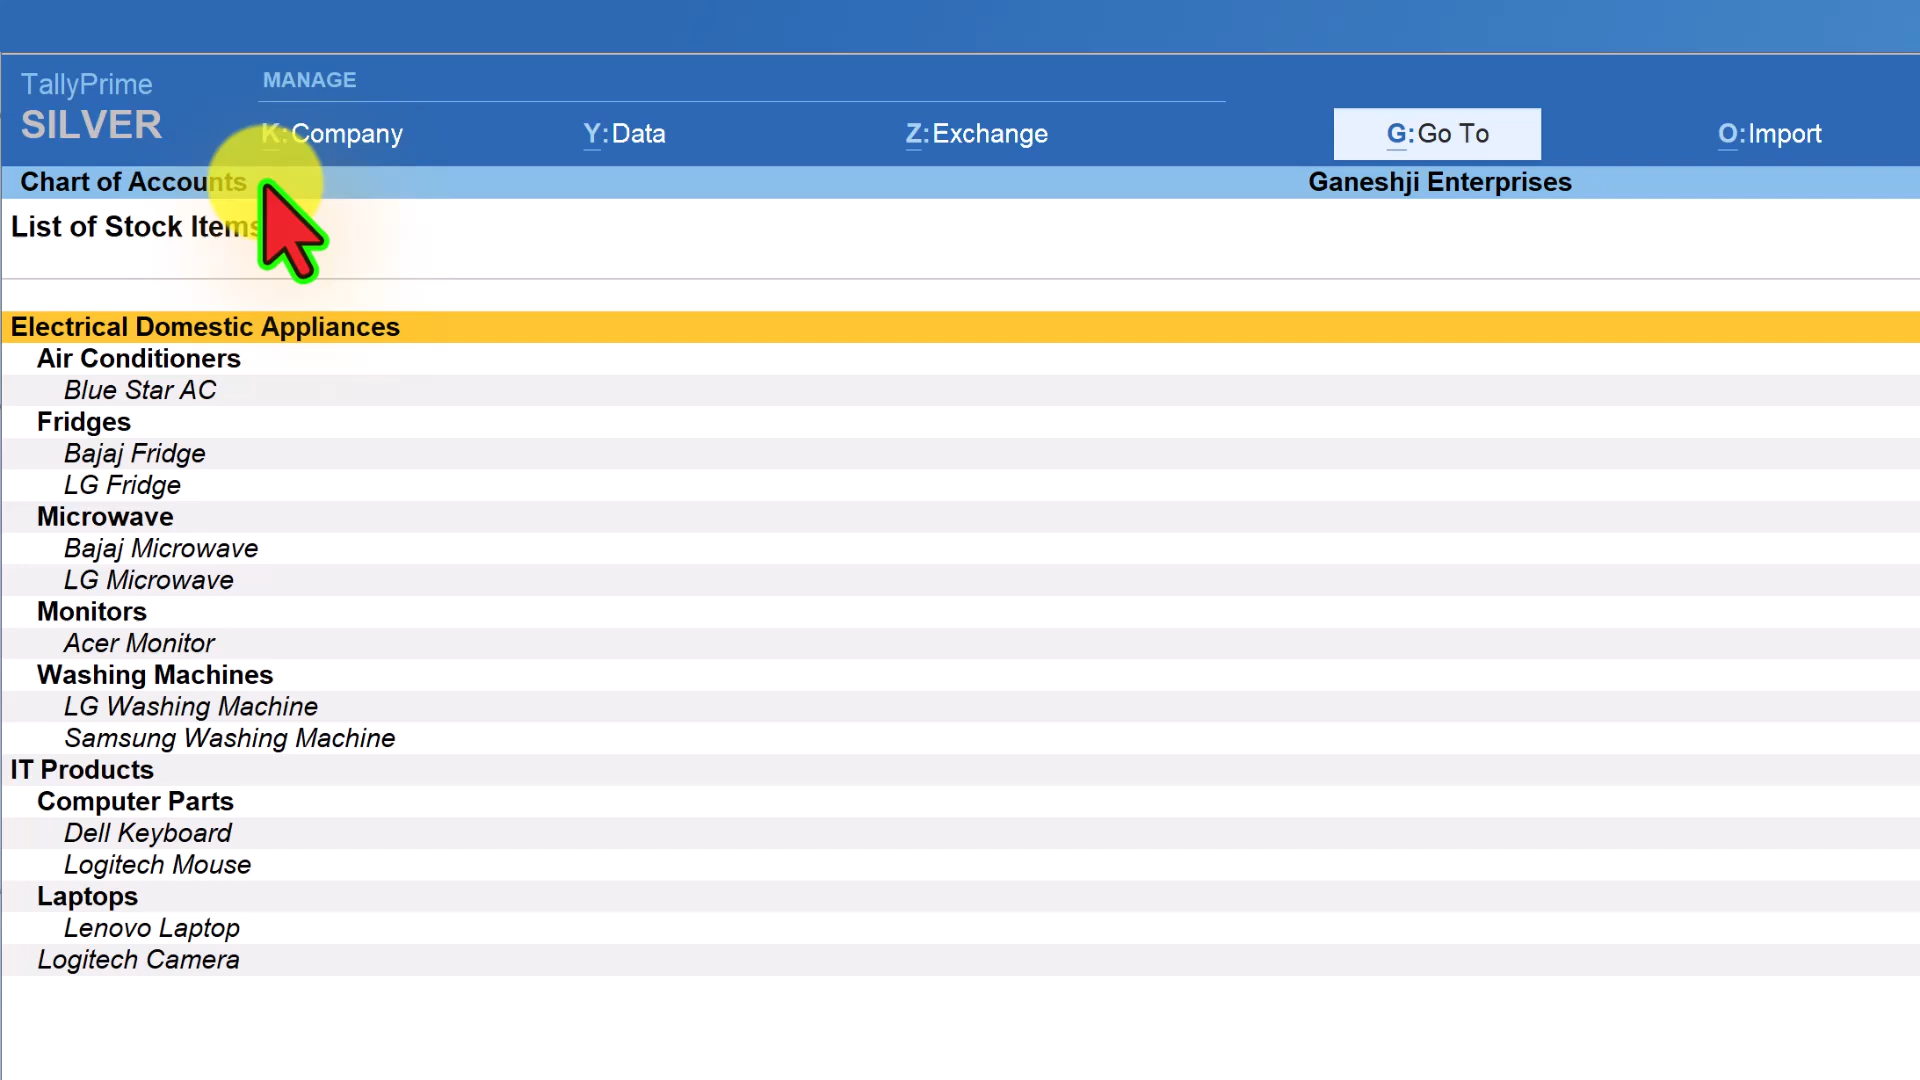 TallyPrime
SILVER
MANAGE
K:Company Y:Data Z:Exchange G:Go To O:Import
Chart of Accounts Ganeshji Enterprises
List of Stock Items
Electrical Domestic Appliances
Air Conditioners
Blue Star AC
Fridges
Bajaj Fridge
LG Fridge
Microwave
Bajaj Microwave
LG Microwave
Monitors
Acer Monitor
Washing Machines
LG Washing Machine
Samsung Washing Machine
IT Products
Computer Parts
Dell Keyboard
Logitech Mouse
Laptops
Lenovo Laptop
Logitech Camera